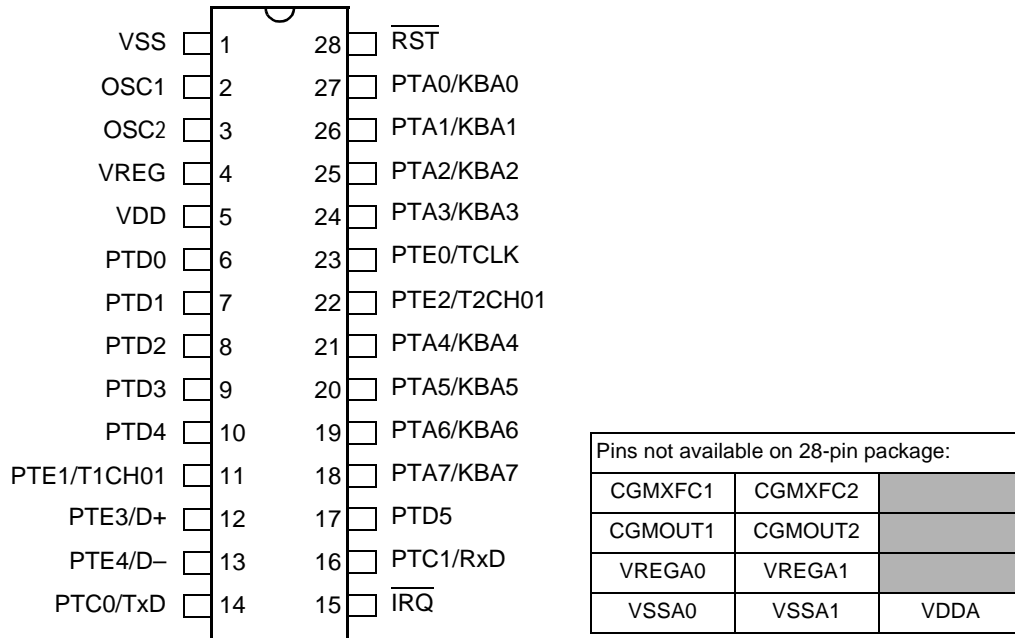 VSS 1 28 RST
OSC1 2 27 PTA0/KBA0
OSC2 3 26 PTA1/KBA1
VREG 4 25 PTA2/KBA2
VDD 5 24 PTA3/KBA3
PTD0 6 23 PTE0/TCLK
PTD1 7 22 PTE2/T2CH01
PTD2 8 21 PTA4/KBA4
PTD3 9 20 PTA5/KBA5
PTD4 10 19 PTA6/KBA6
PTE1/T1CH01 11 18 PTA7/KBA7
PTE3/D+ 12 17 PTD5
PTE4/D– 13 16 PTC1/RxD
PTC0/TxD 14 15 IRQ
Pins not available on 28-pin package:
CGMXFC1 CGMXFC2
CGMOUT1 CGMOUT2
VREGA0 VREGA1
VSSA0 VSSA1 VDDA